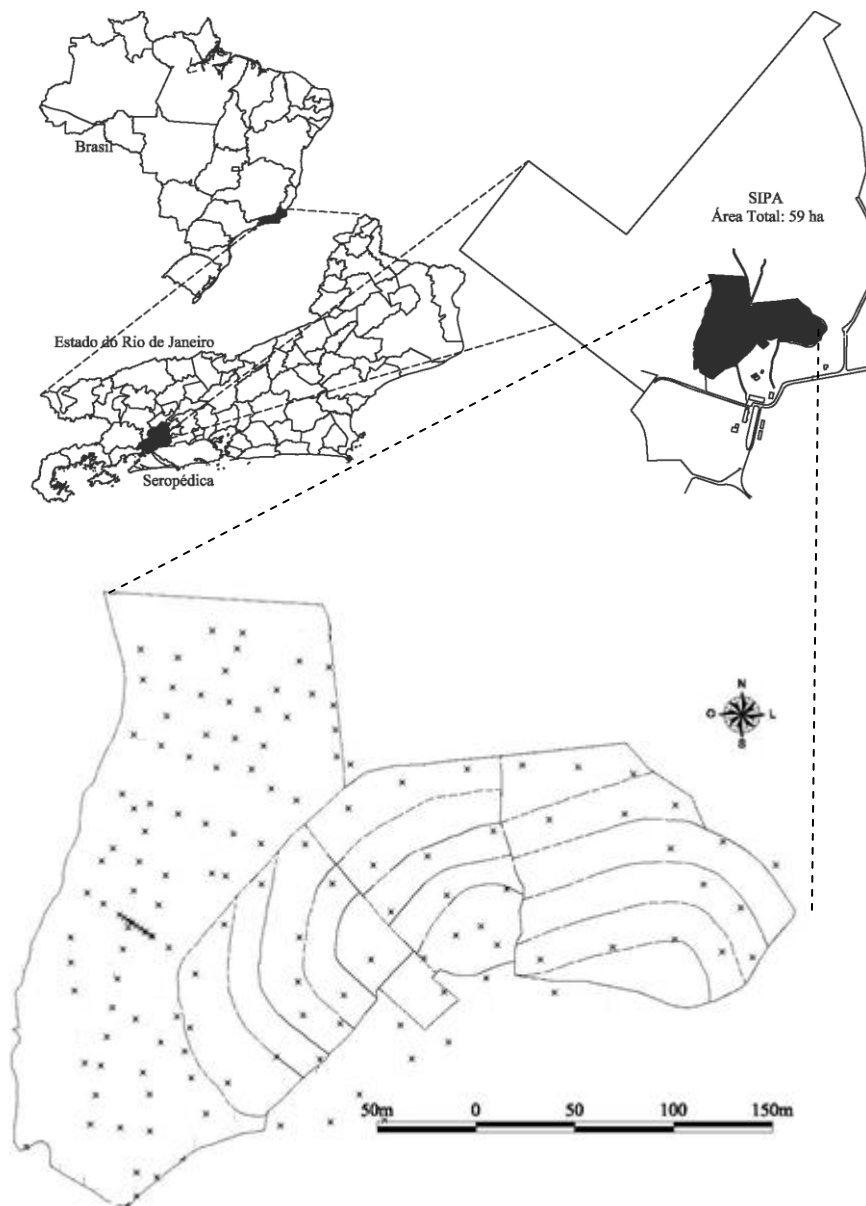 Brasil
SIPA
Área Total: 59 ha
Estado do Rio de Janeiro
Seropédica
N
O L
S
50m 0 50 100 150m